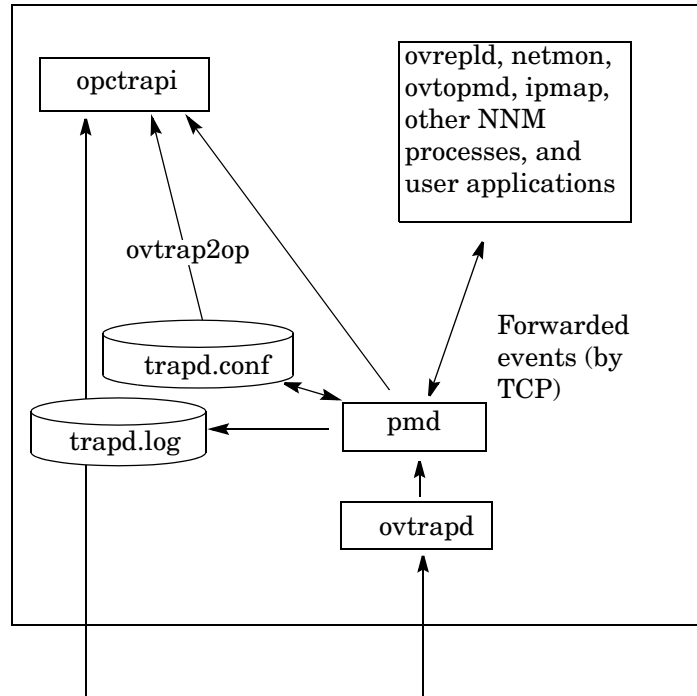 opctrapi
ovrepld, netmon,
ovtopmd, ipmap,
other NNM
processes, and
user applications
ovtrap2op
Forwarded
events (by
TCP)
trapd.conf
pmd
trapd.log
ovtrapd